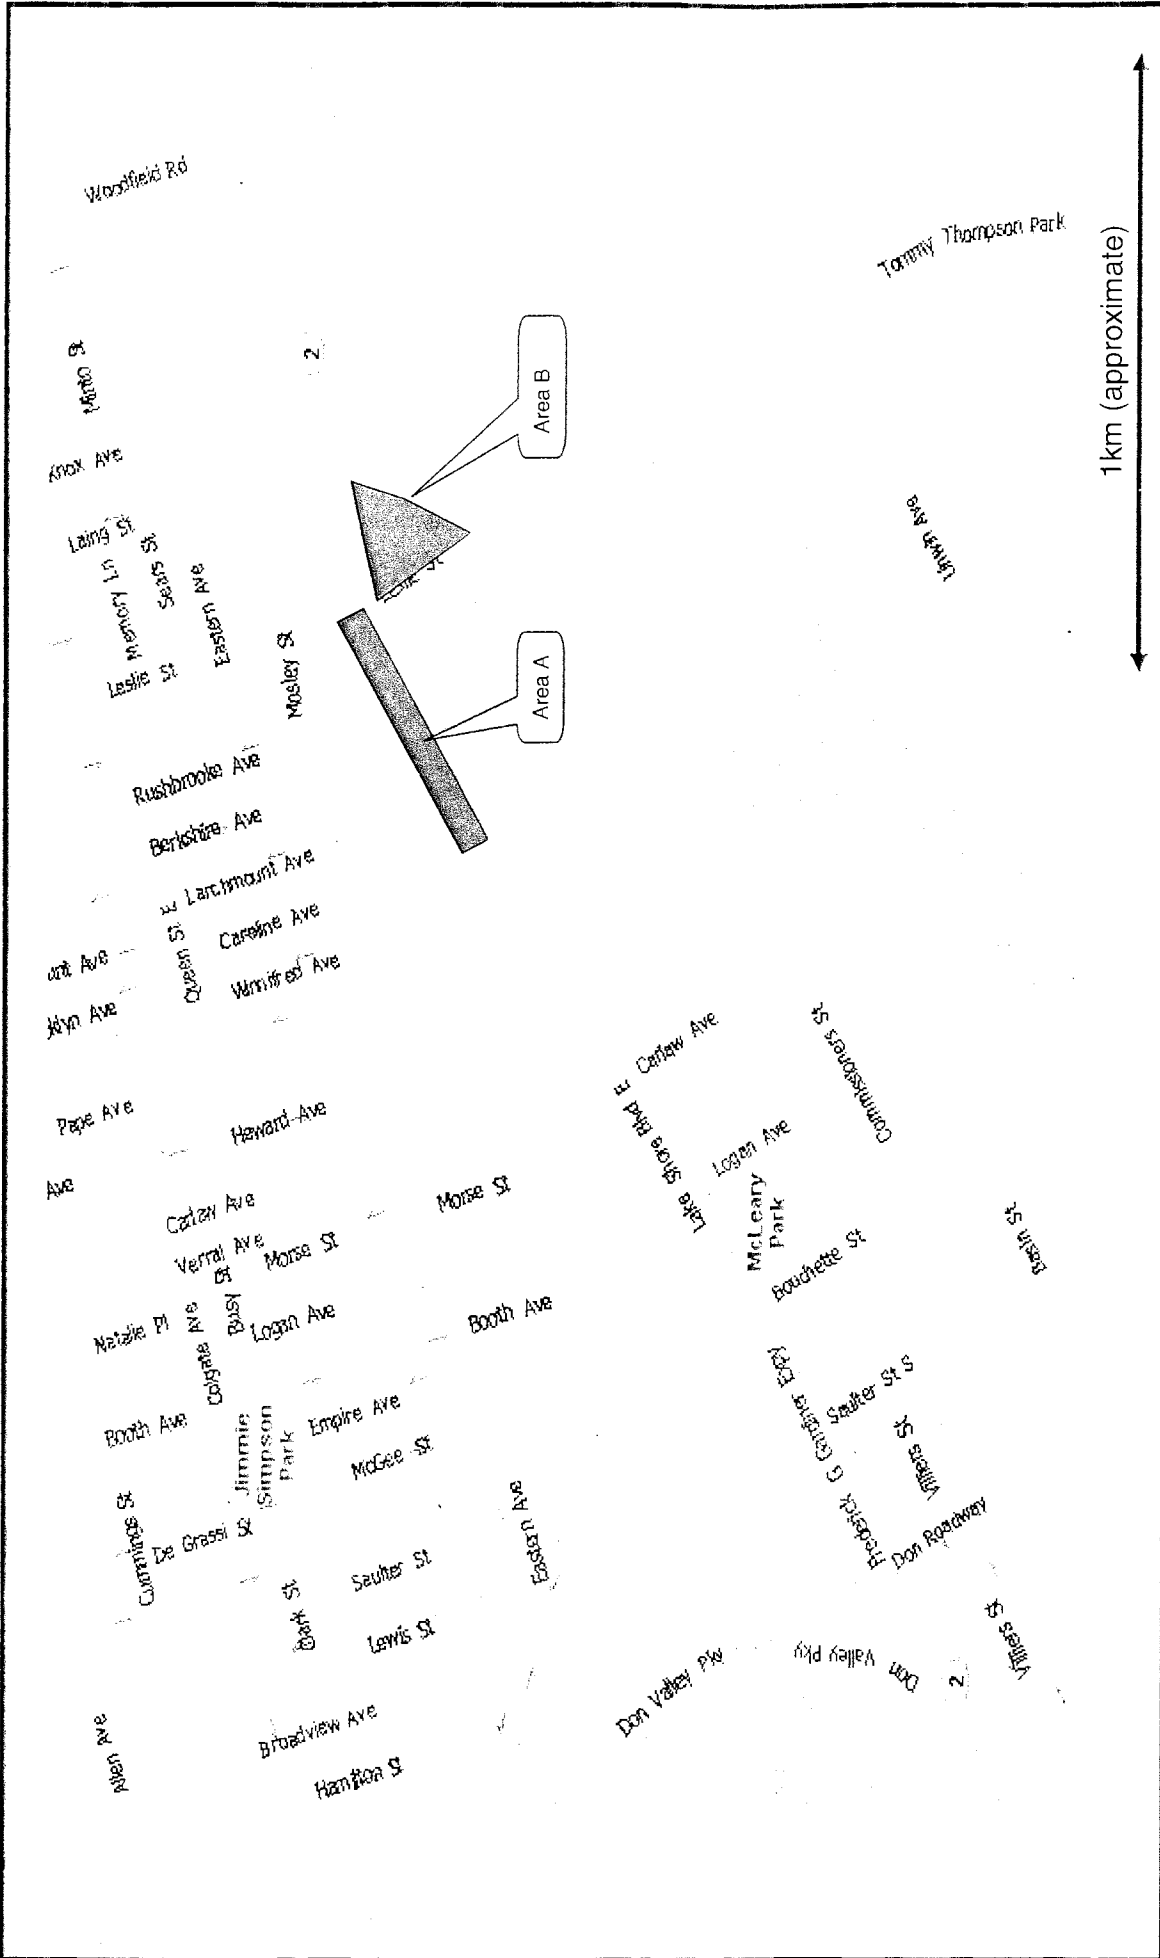 Woodfield Rd
Tommy Thompson Park
1km (approximate)
2
Minto St
Area B
Knox Ave
Laing St
Memory Ln
Sears St
Eastern Ave
Unwin Ave
Leslie St
Mosley St
St
Area A
Rushbrooke Ave
Berkshire Ave
Larchmount Ave
Queen St E
Caroline Ave
Winnifred Ave
Ave
Ave
Carlaw Ave
Commissioners St
Lake Shore Blvd E
Logan Ave
McLeary
Park
Bouchette St
Basin St
Pape Ave
Heward Ave
Ave
Carlaw Ave
Verral Ave
Morse St
Morse St
Busy St
Natalie Pl
Colgate Ave
Logan Ave
Booth Ave
Booth Ave
Jimmie
Simpson
Park
Empire Ave
McGee St
Frederick G Gardiner Expy
Saulter St S
Villiers St
Cummings St
De Grassi St
Eastern Ave
Don Roadway
Saulter St
Lewis St
Don Valley Pky
Villiers St
2
Allen Ave
Broadview Ave
Hamilton St